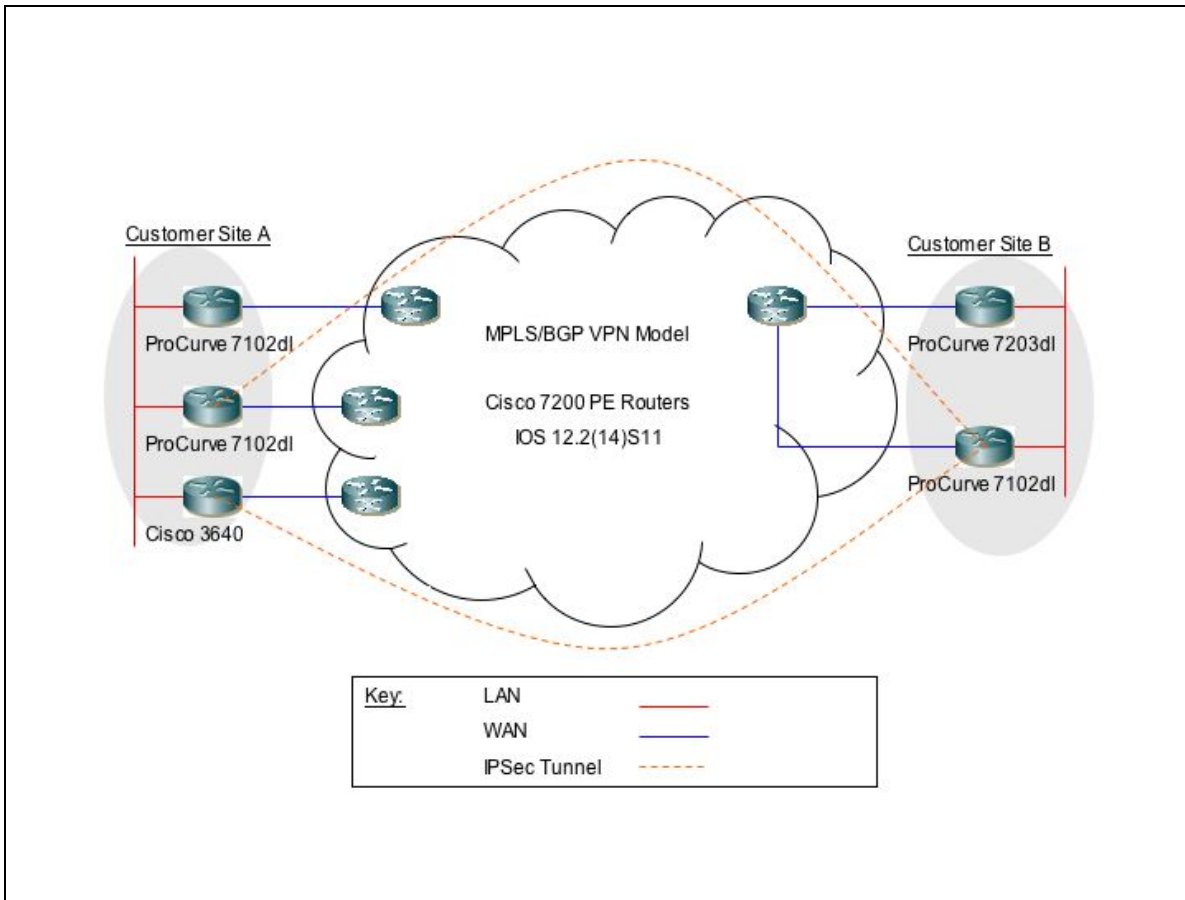 Customer Site A
Customer Site B
ProCurve 7102dl
MPLS/BGP VPN Model
ProCurve 7203dl
Cisco 7200 PE Routers
IOS 12.2(14)S11
ProCurve 7102dl
ProCurve 7102dl
Cisco 3640
Key:
LAN
WAN
IPSec Tunnel